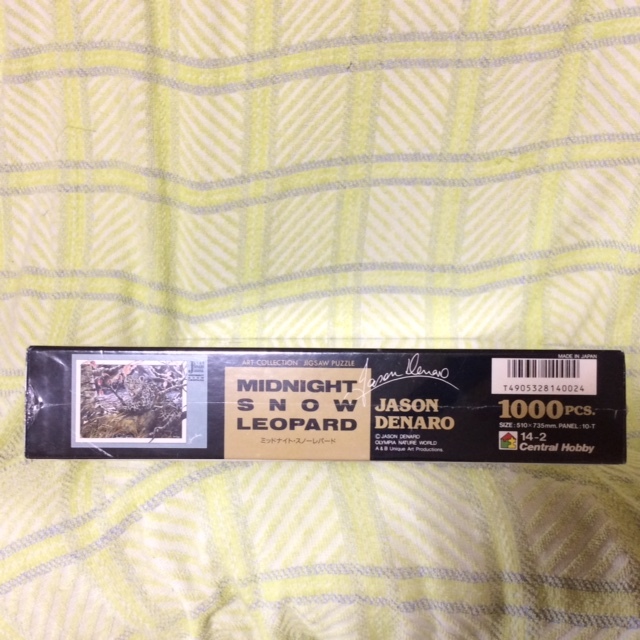 ART COLLECTION JIGSAW PUZZLE
MIDNIGHT
SNOW
LEOPARD
ミッドナイト・スノーレパード
Jason Denaro
JASON
DENARO
© JASON DENARO
OLYMPIA NATURE WORLD
A & B Unique Art Productions.
MADE IN JAPAN
T4905328140024
1000PCS.
SIZE : 510×735mm. PANEL : 10-T
14-2
Central Hobby